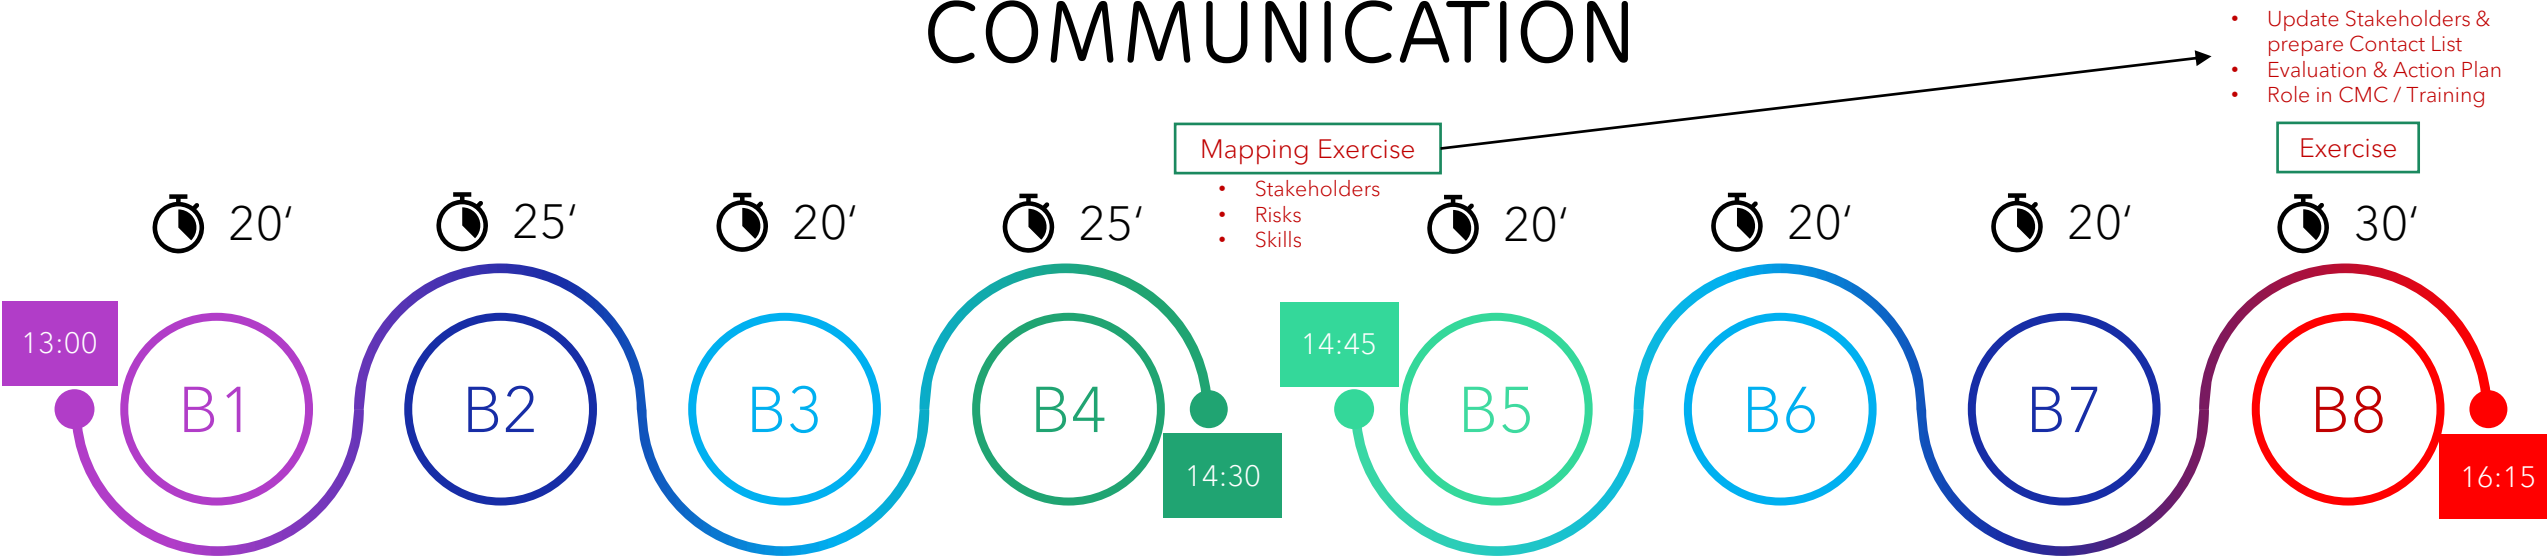 COMMUNICATION
• Update Stakeholders &
prepare Contact List
• Evaluation & Action Plan
• Role in CMC / Training
Mapping Exercise
Exercise
• Stakeholders
• Risks
• Skills
20‘
25‘
20‘
25‘
20‘
20‘
20‘
30‘
13:00
B1
B2
B3
B4
14:30
14:45
B5
B6
B7
B8
16:15